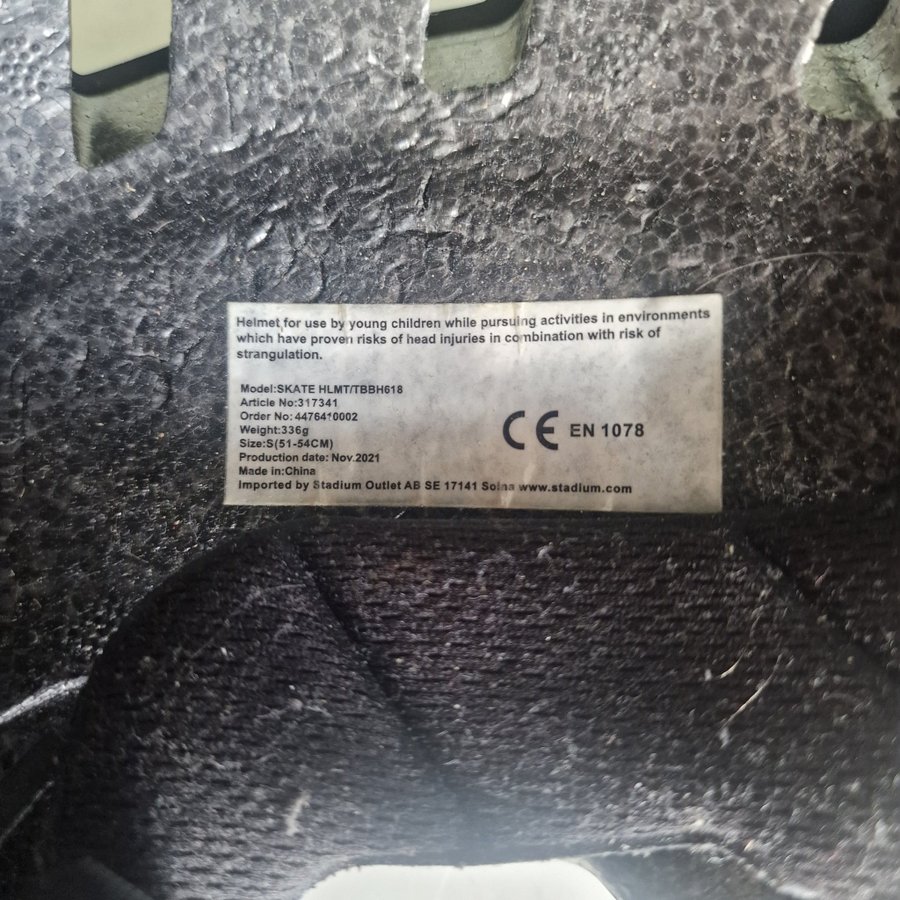 Helmet for use by young children while pursuing activities in environments
which have proven risks of head injuries in combination with risk of
strangulation.
Model:SKATE HLMT/TBBH618
Article No:317341
Order No: 44764*0002
Weight:336g
Size:S(51-54CM)
CE EN 1078
Production date: Nov.2021
Made in:China
Imported by Stadium Outlet AB SE 17141 Solna www.stadium.com